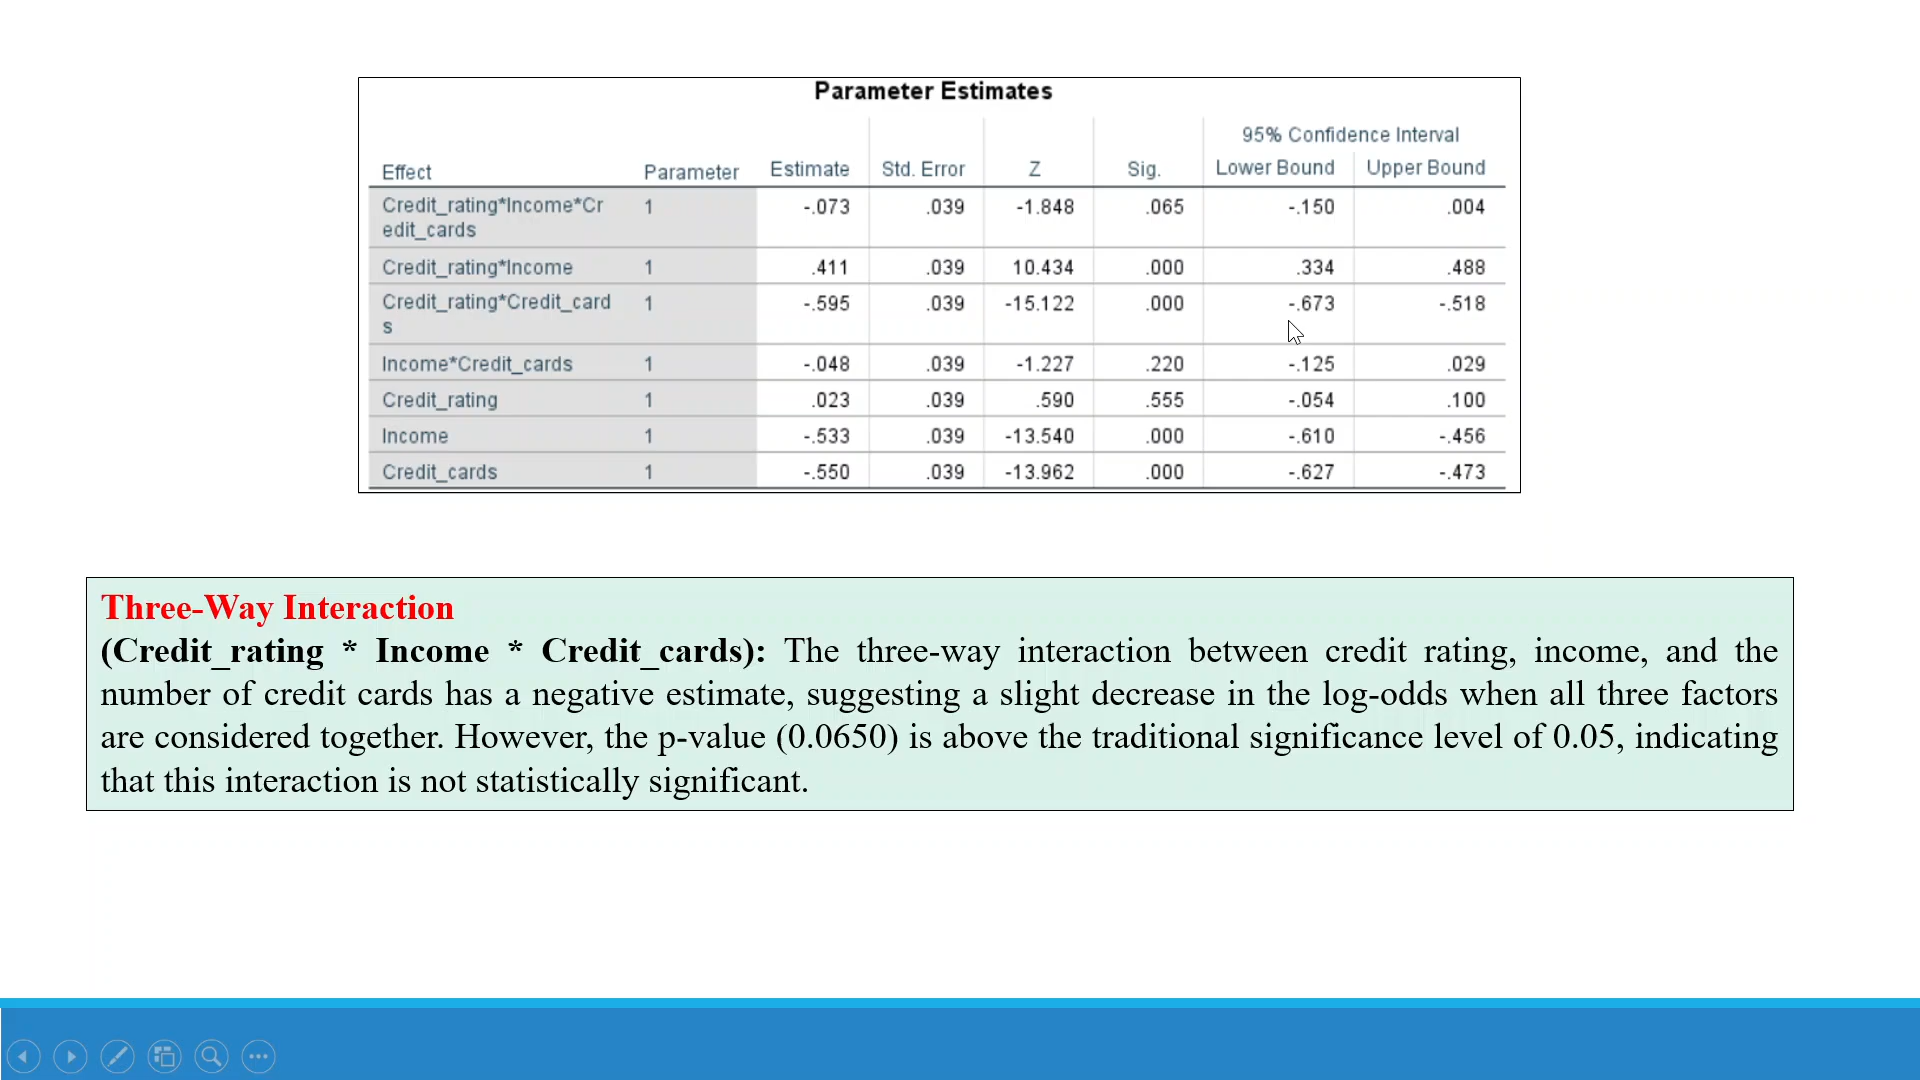 Parameter Estimates
95% Confidence Interval
Effect Parameter Estimate Std. Error Z Sig. Lower Bound Upper Bound
Credit_rating*Income*Cr 1 -.073 .039 -1.848 .065 -.150 .004
edit_cards
Credit_rating*Income 1 .411 .039 10.434 .000 .334 .488
Credit_rating*Credit_card 1 -.595 .039 -15.122 .000 -.673 -.518
s
Income*Credit_cards 1 -.048 .039 -1.227 .220 -.125 .029
Credit_rating 1 .023 .039 .590 .555 -.054 .100
Income 1 -.533 .039 -13.540 .000 -.610 -.456
Credit_cards 1 -.550 .039 -13.962 .000 -.627 -.473
Three-Way Interaction
(Credit_rating * Income * Credit_cards): The three-way interaction between credit rating, income, and the
number of credit cards has a negative estimate, suggesting a slight decrease in the log-odds when all three factors
are considered together. However, the p-value (0.0650) is above the traditional significance level of 0.05, indicating
that this interaction is not statistically significant.